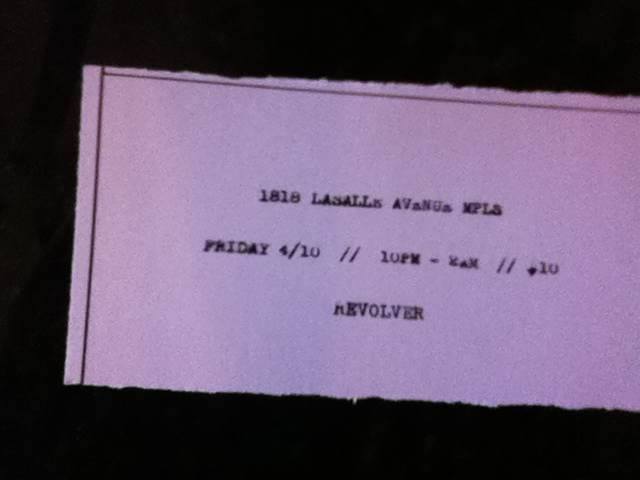 1818 LASALLE AVENUE MPLS
FRIDAY 4/10 // 10PM - 2AM // $10
REVOLVER